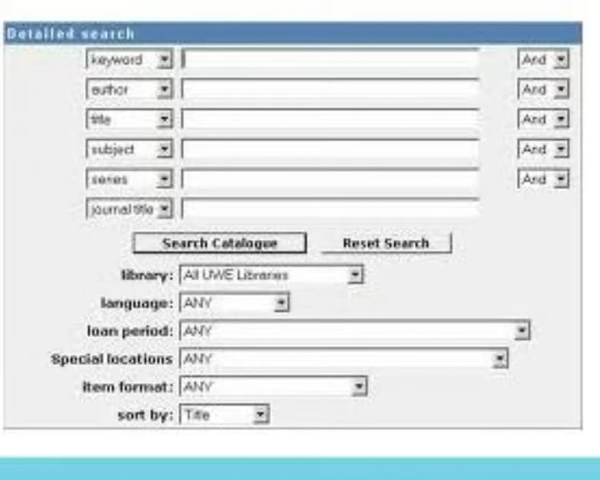 Detailed search
keyword And
author And
title And
subject And
series And
journal title
Search Catalogue Reset Search
library: All UWE Libraries
language: ANY
loan period: ANY
Special locations ANY
item format: ANY
sort by: Title